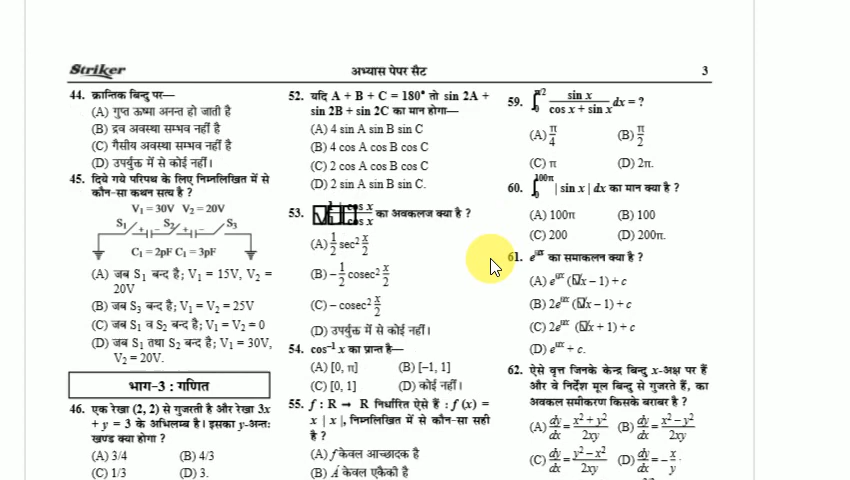 Striker
अभ्यास पेपर सैट
3
44. क्रान्तिक बिन्दु पर—
(A) गुप्त ऊष्मा अनन्त हो जाती है
(B) द्रव अवस्था सम्भव नहीं है
(C) गैसीय अवस्था सम्भव नहीं है
(D) उपर्युक्त में से कोई नहीं।
45. दिये गये परिपथ के लिए निम्नलिखित में से
कौन-सा कथन सत्य है ?
V₁ = 30V V₂ = 20V
S₁ S₂ S₃
C₁ = 2pF C₁ = 3pF
(A) जब S₁ बन्द है; V₁ = 15V, V₂ =
20V
(B) जब S₃ बन्द है; V₁ = V₂ = 25V
(C) जब S₁ व S₂ बन्द है; V₁ = V₂ = 0
(D) जब S₁ तथा S₂ बन्द है; V₁ = 30V,
V₂ = 20V.
भाग-3 : गणित
46. एक रेखा (2, 2) से गुजरती है और रेखा 3x
+ y = 3 के अभिलम्ब है। इसका y-अन्तः
खण्ड क्या होगा ?
(A) 3/4 (B) 4/3
(C) 1/3 (D) 3.
52. यदि A + B + C = 180° तो sin 2A +
sin 2B + sin 2C का मान होगा—
(A) 4 sin A sin B sin C
(B) 4 cos A cos B cos C
(C) 2 cos A cos B cos C
(D) 2 sin A sin B sin C.
53. cos x / cos x का अवकलज क्या है ?
(A) 1/2 sec² x/2
(B) – 1/2 cosec² x/2
(C) – cosec² x/2
(D) उपर्युक्त में से कोई नहीं।
54. cos⁻¹ x का प्रान्त है—
(A) [0, π] (B) [–1, 1]
(C) [0, 1] (D) कोई नहीं।
55. f : R → R निर्धारित ऐसे हैं : f (x) =
x | x |, निम्नलिखित में से कौन-सा सही
है ?
(A) f केवल आच्छादक है
(B) केवल एकैकी है
59. ∫₀^π/2 sin x / (cos x + sin x) dx = ?
(A) π/4 (B) π/2
(C) π (D) 2π.
60. ∫₀^100π | sin x | dx का मान क्या है ?
(A) 100π (B) 100
(C) 200 (D) 200π.
61. का समाकलन क्या है ?
(A) e (x – 1) + c
(B) 2e (x – 1) + c
(C) 2e (x + 1) + c
(D) e + c.
62. ऐसे वृत्त जिनके केन्द्र बिन्दु x-अक्ष पर हैं
और वे निर्देश मूल बिन्दु से गुजरते हैं, का
अवकल समीकरण किसके बराबर है ?
(A) dy/dx = x² + y² / 2xy (B) dy/dx = x² – y² / 2xy
(C) dy/dx = y² – x² / 2xy (D) dy/dx = – x/y .